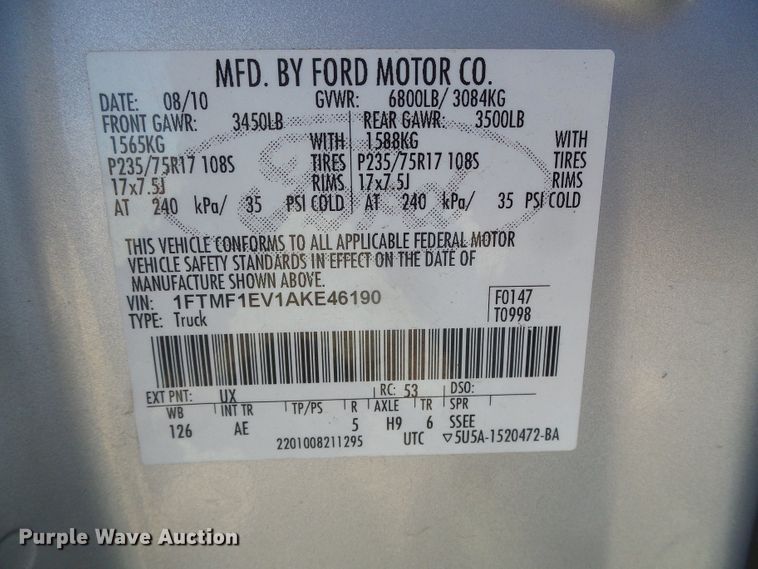 MFD. BY FORD MOTOR CO.
DATE: 08/10 GVWR: 6800LB/ 3084KG
FRONT GAWR: 3450LB REAR GAWR: 3500LB
1565KG WITH 1588KG WITH
P235/75R17 108S TIRES P235/75R17 108S TIRES
17x7.5J RIMS 17x7.5J RIMS
AT 240 kPa/ 35 PSI COLD AT 240 kPa/ 35 PSI COLD
Ford
THIS VEHICLE CONFORMS TO ALL APPLICABLE FEDERAL MOTOR
VEHICLE SAFETY STANDARDS IN EFFECT ON THE DATE OF
MANUFACTURE SHOWN ABOVE.
VIN: 1FTMF1EV1AKE46190 F0147
TYPE: Truck T0998
EXT PNT: UX RC: 53 DSO:
WB INT TR TP/PS R AXLE TR SPR
126 AE 5 H9 6 SSEE
2201008211295 UTC ▽5U5A-1520472-BA
Purple Wave Auction